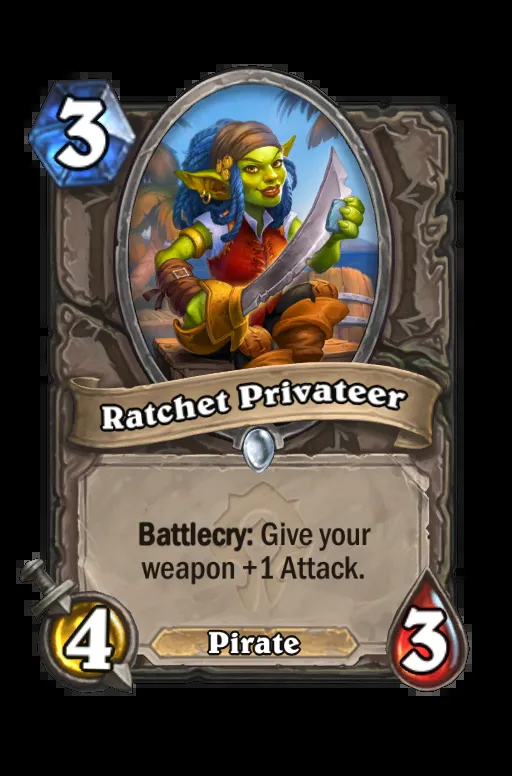 3
Ratchet Privateer
Battlecry: Give your
weapon +1 Attack.
4
Pirate
3